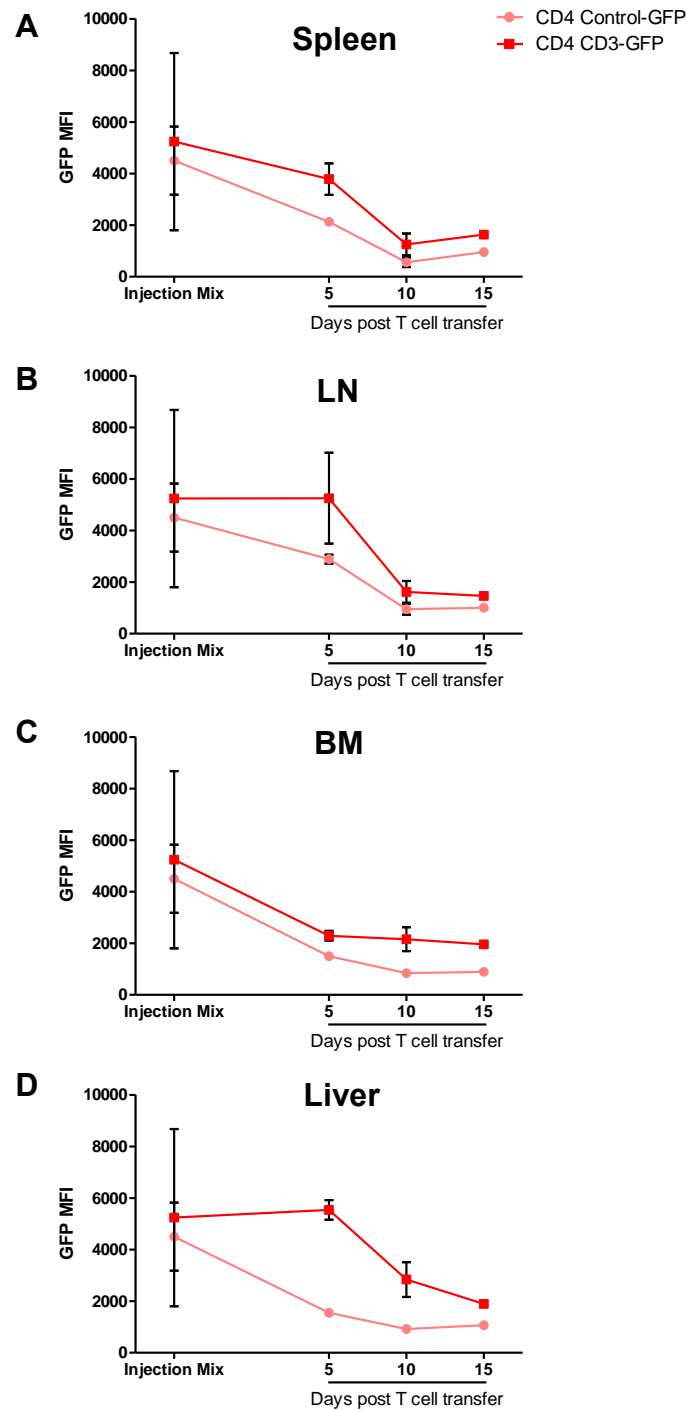 A
Spleen
CD4 Control-GFP
CD4 CD3-GFP
GFP MFI
10000
8000
6000
4000
2000
0
Injection Mix 5 10 15
Days post T cell transfer
B
LN
GFP MFI
10000
8000
6000
4000
2000
0
Injection Mix 5 10 15
Days post T cell transfer
C
BM
GFP MFI
10000
8000
6000
4000
2000
0
Injection Mix 5 10 15
Days post T cell transfer
D
Liver
GFP MFI
10000
8000
6000
4000
2000
0
Injection Mix 5 10 15
Days post T cell transfer